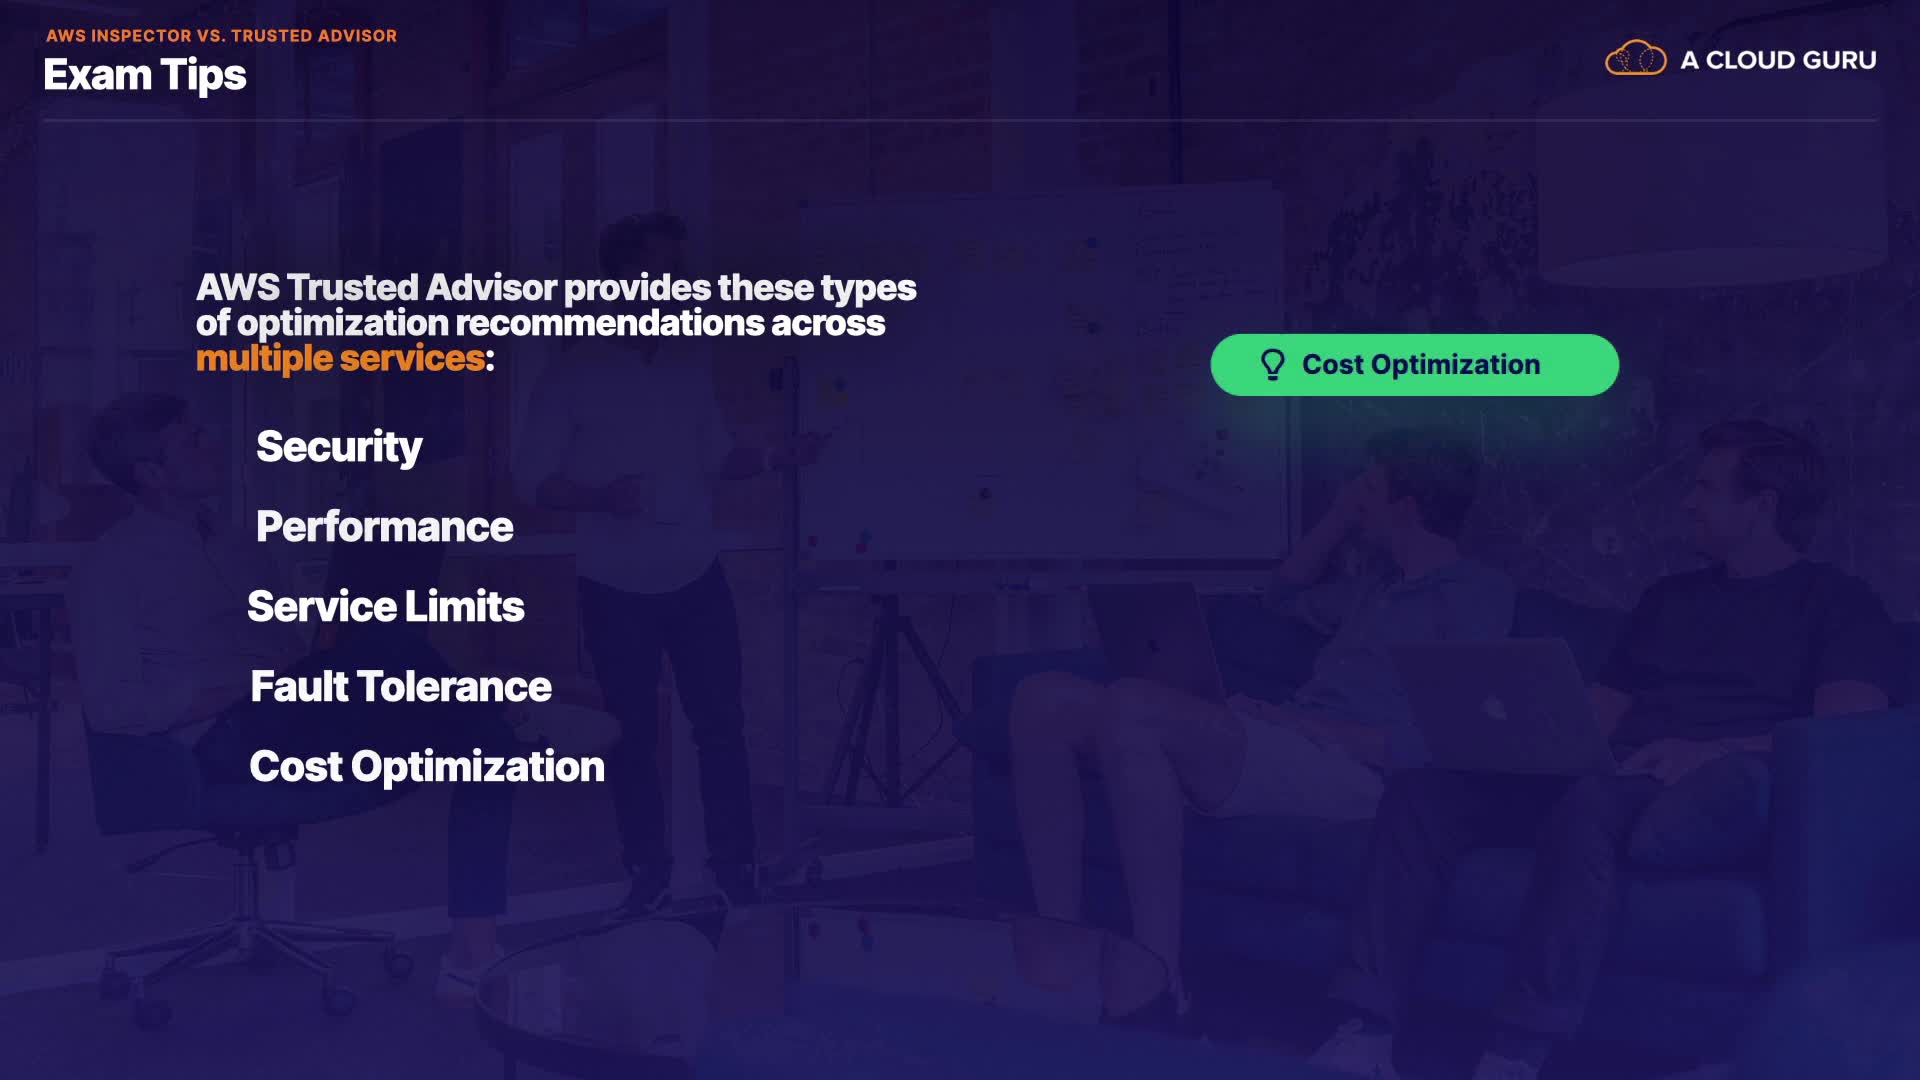 AWS INSPECTOR VS. TRUSTED ADVISOR
Exam Tips
A CLOUD GURU
AWS Trusted Advisor provides these types
of optimization recommendations across
multiple services:
Security
Performance
Service Limits
Fault Tolerance
Cost Optimization
Cost Optimization